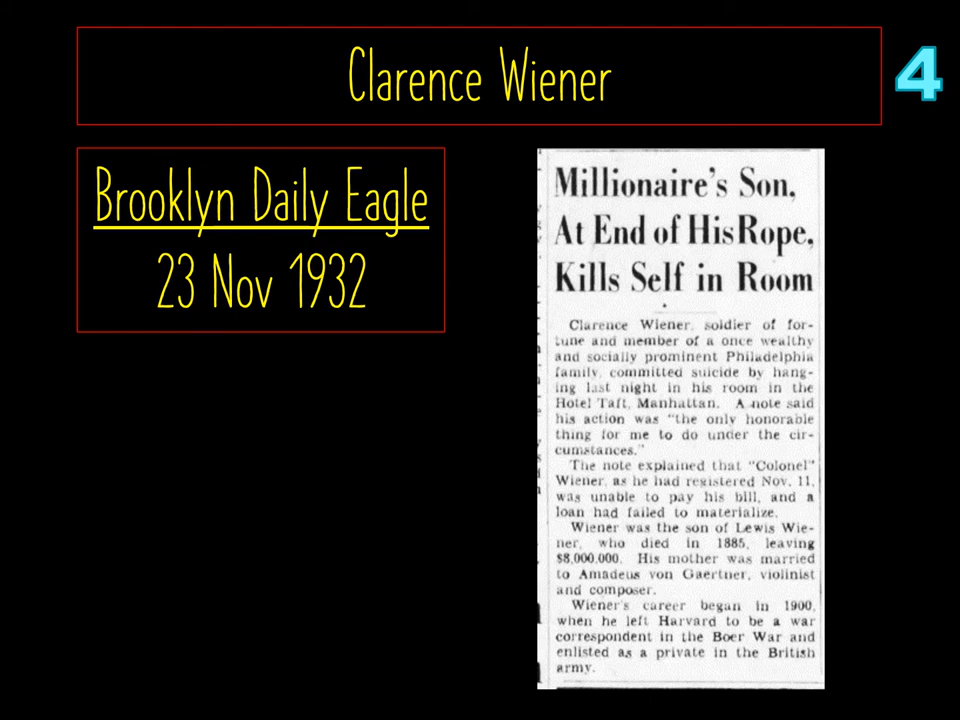 Clarence Wiener
4
Brooklyn Daily Eagle
23 Nov 1932
Millionaire's Son,
At End of His Rope,
Kills Self in Room
Clarence Wiener, soldier of for-
tune and member of a once wealthy
and socially prominent Philadelphia
family, committed suicide by hang-
ing last night in his room in the
Hotel Taft, Manhattan. A note said
his action was "the only honorable
thing for me to do under the cir-
cumstances."
The note explained that "Colonel"
Wiener, as he had registered Nov. 11,
was unable to pay his bill, and a
loan had failed to materialize.
Wiener was the son of Lewis Wie-
ner, who died in 1885, leaving
$8,000,000. His mother was married
to Amadeus von Gaertner, violinist
and composer.
Wiener's career began in 1900,
when he left Harvard to be a war
correspondent in the Boer War and
enlisted as a private in the British
army.